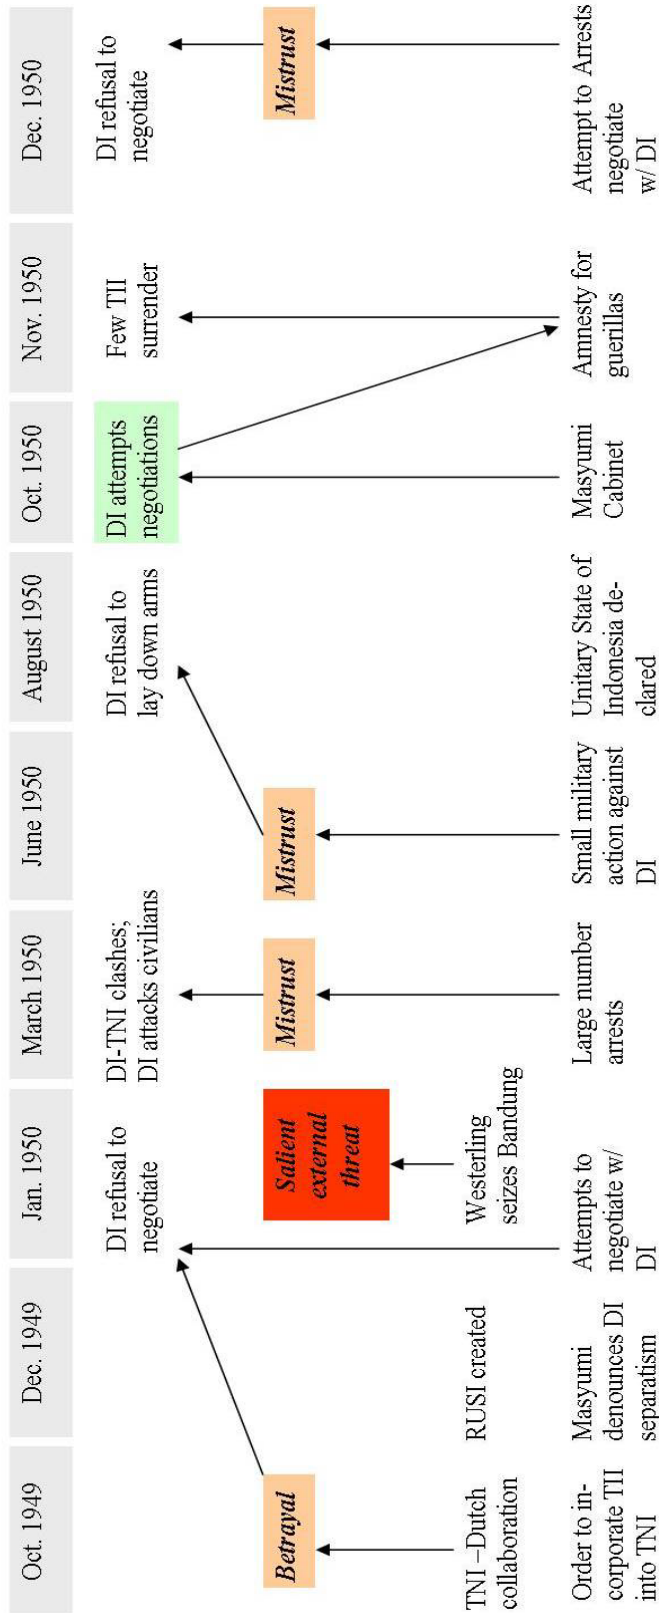 Oct. 1949
Dec. 1949
Jan. 1950
March 1950
June 1950
August 1950
Oct. 1950
Nov. 1950
Dec. 1950
DI refusal to
negotiate
DI-TNI clashes;
DI attacks civilians
DI refusal to
lay down arms
DI attempts
negotiations
Few TII
surrender
DI refusal to
negotiate
Betrayal
Salient
external
threat
Mistrust
Mistrust
Mistrust
TNI –Dutch
collaboration
RUSI created
Westerling
seizes Bandung
Order to in-
corporate TII
into TNI
Masyumi
denounces DI
separatism
Attempts to
negotiate w/
DI
Large number
arrests
Small military
action against
DI
Unitary State of
Indonesia de-
clared
Masyumi
Cabinet
Amnesty for
guerillas
Attempt to
negotiate
w/ DI
Arrests